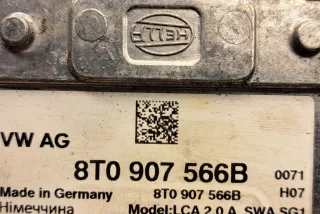 HELLA
VW AG
8T0 907 566B 0071
Made in Germany 8T0 907 566B H07
Німеччина Model:LCA 2.0 A, SWA SG1